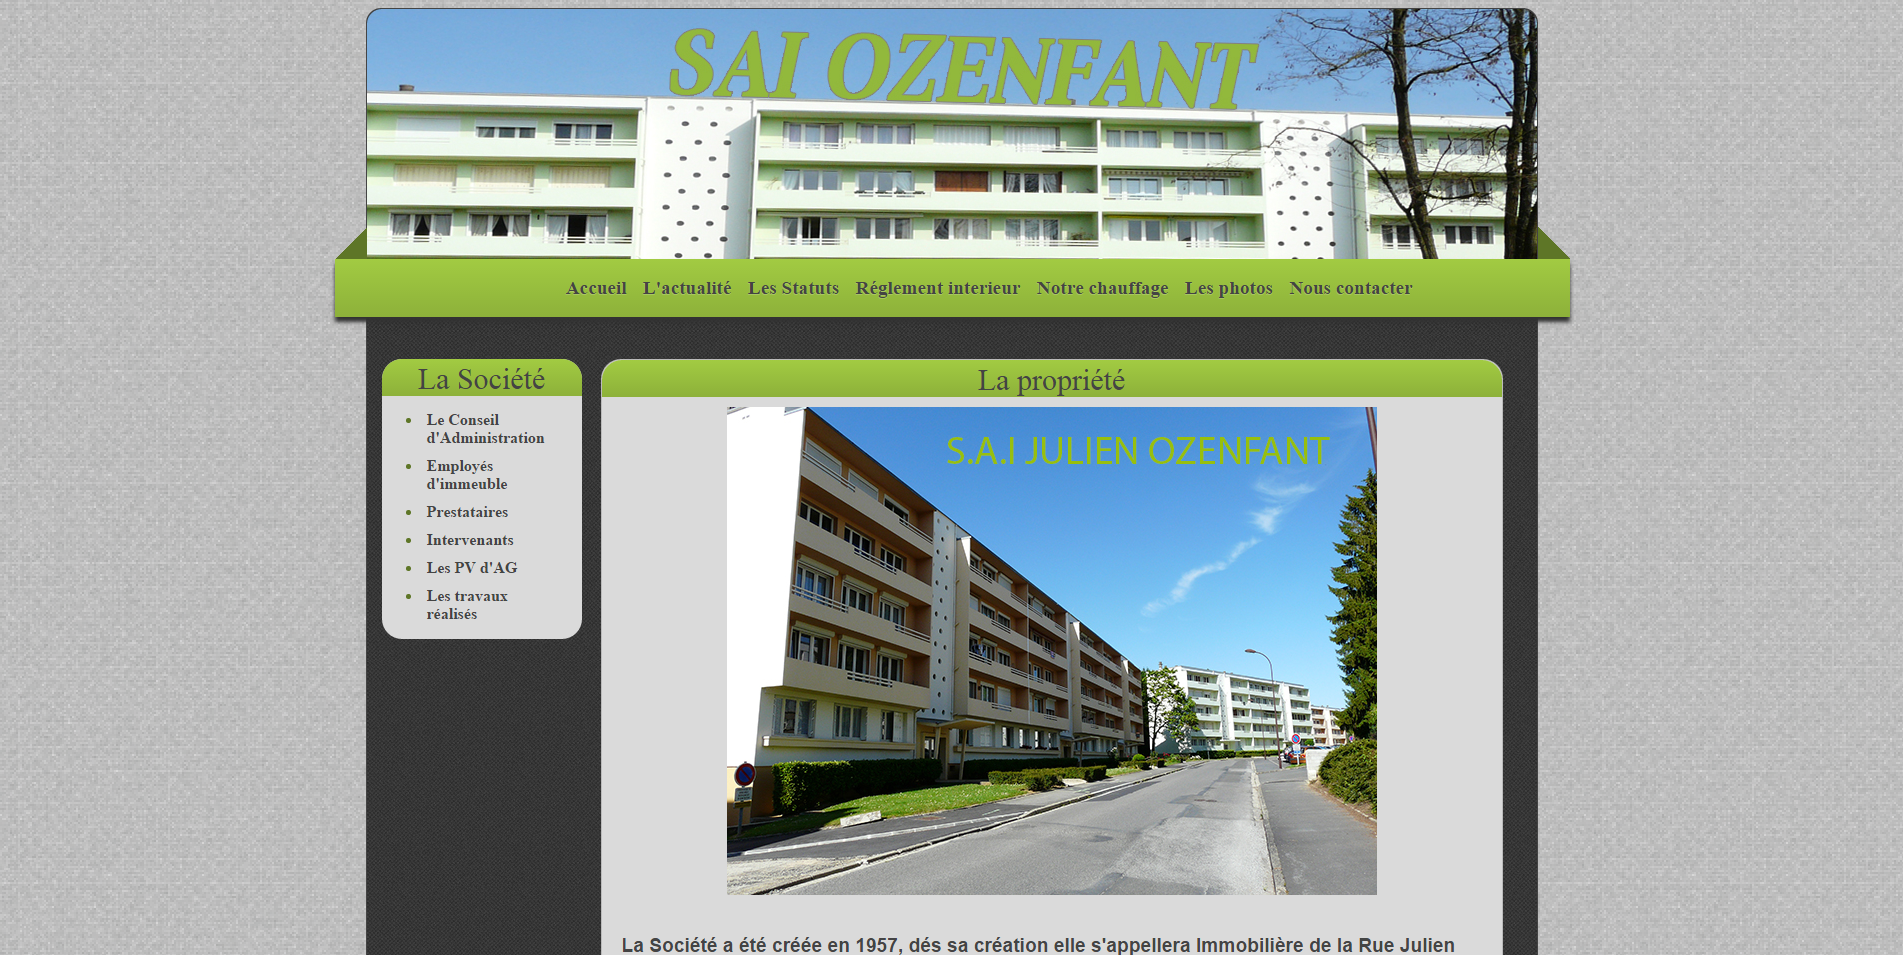 SAI OZENFANT
Accueil L'actualité Les Statuts Réglement interieur Notre chauffage Les photos Nous contacter
La Société
Le Conseil
d'Administration
Employés
d'immeuble
Prestataires
Intervenants
Les PV d'AG
Les travaux
réalisés
La propriété
S.A.I JULIEN OZENFANT
La Société a été créée en 1957, dés sa création elle s'appellera Immobilière de la Rue Julien